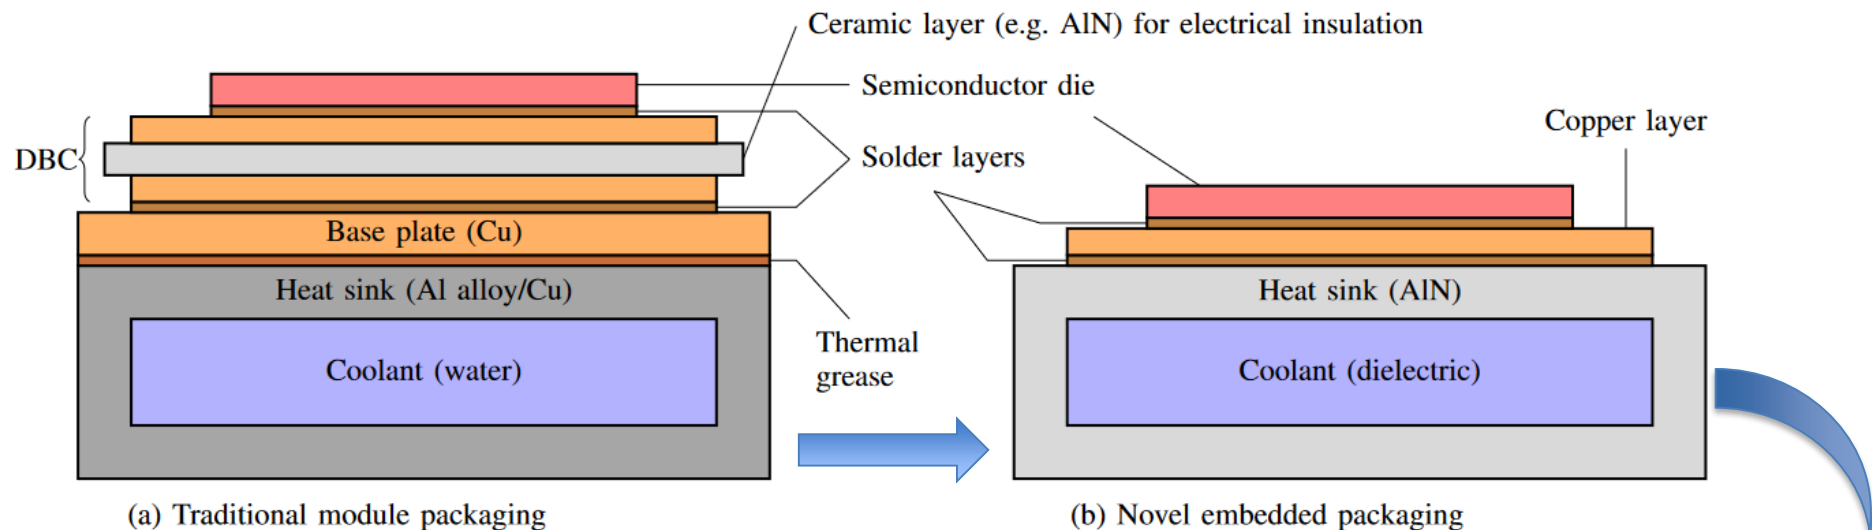 Ceramic layer (e.g. AlN) for electrical insulation
Semiconductor die
Copper layer
DBC
Solder layers
Base plate (Cu)
Heat sink (Al alloy/Cu)
Heat sink (AlN)
Thermal
grease
Coolant (water)
Coolant (dielectric)
(a) Traditional module packaging
(b) Novel embedded packaging